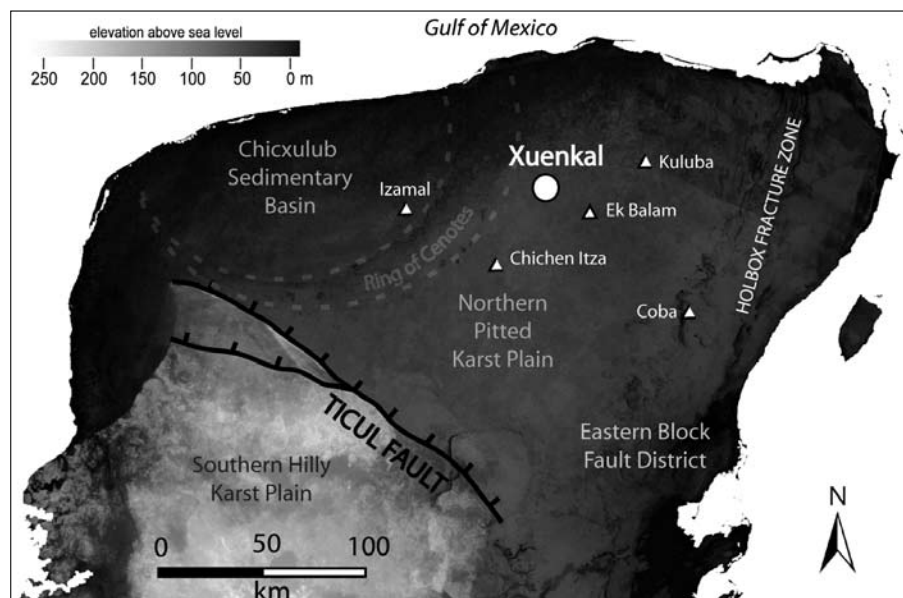 elevation above sea level
250 200 150 100 50 0 m
Gulf of Mexico
Chicxulub
Sedimentary
Basin
Izamal
Xuenkal
Kuluba
Ek Balam
Ring of Cenotes
Chichen Itza
HOLBOX FRACTURE ZONE
Northern
Pitted
Karst Plain
Coba
TICUL FAULT
Eastern Block
Fault District
Southern Hilly
Karst Plain
N
0 50 100
km